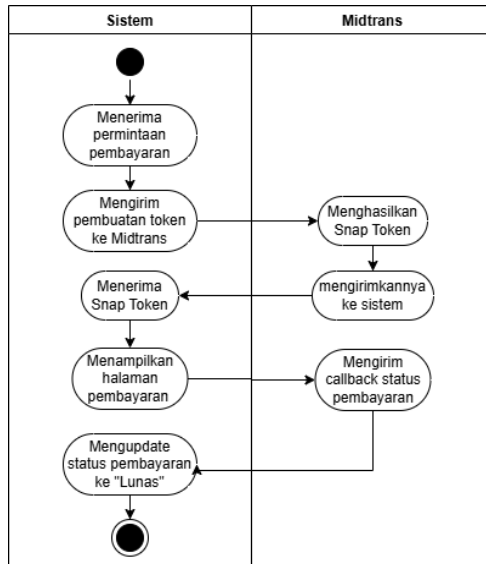 Sistem
Midtrans
Menerima
permintaan
pembayaran
Mengirim
pembuatan token
ke Midtrans
Menghasilkan
Snap Token
mengirimkannya
ke sistem
Menerima
Snap Token
Menampilkan
halaman
pembayaran
Mengirim
callback status
pembayaran
Mengupdate
status pembayaran
ke "Lunas"